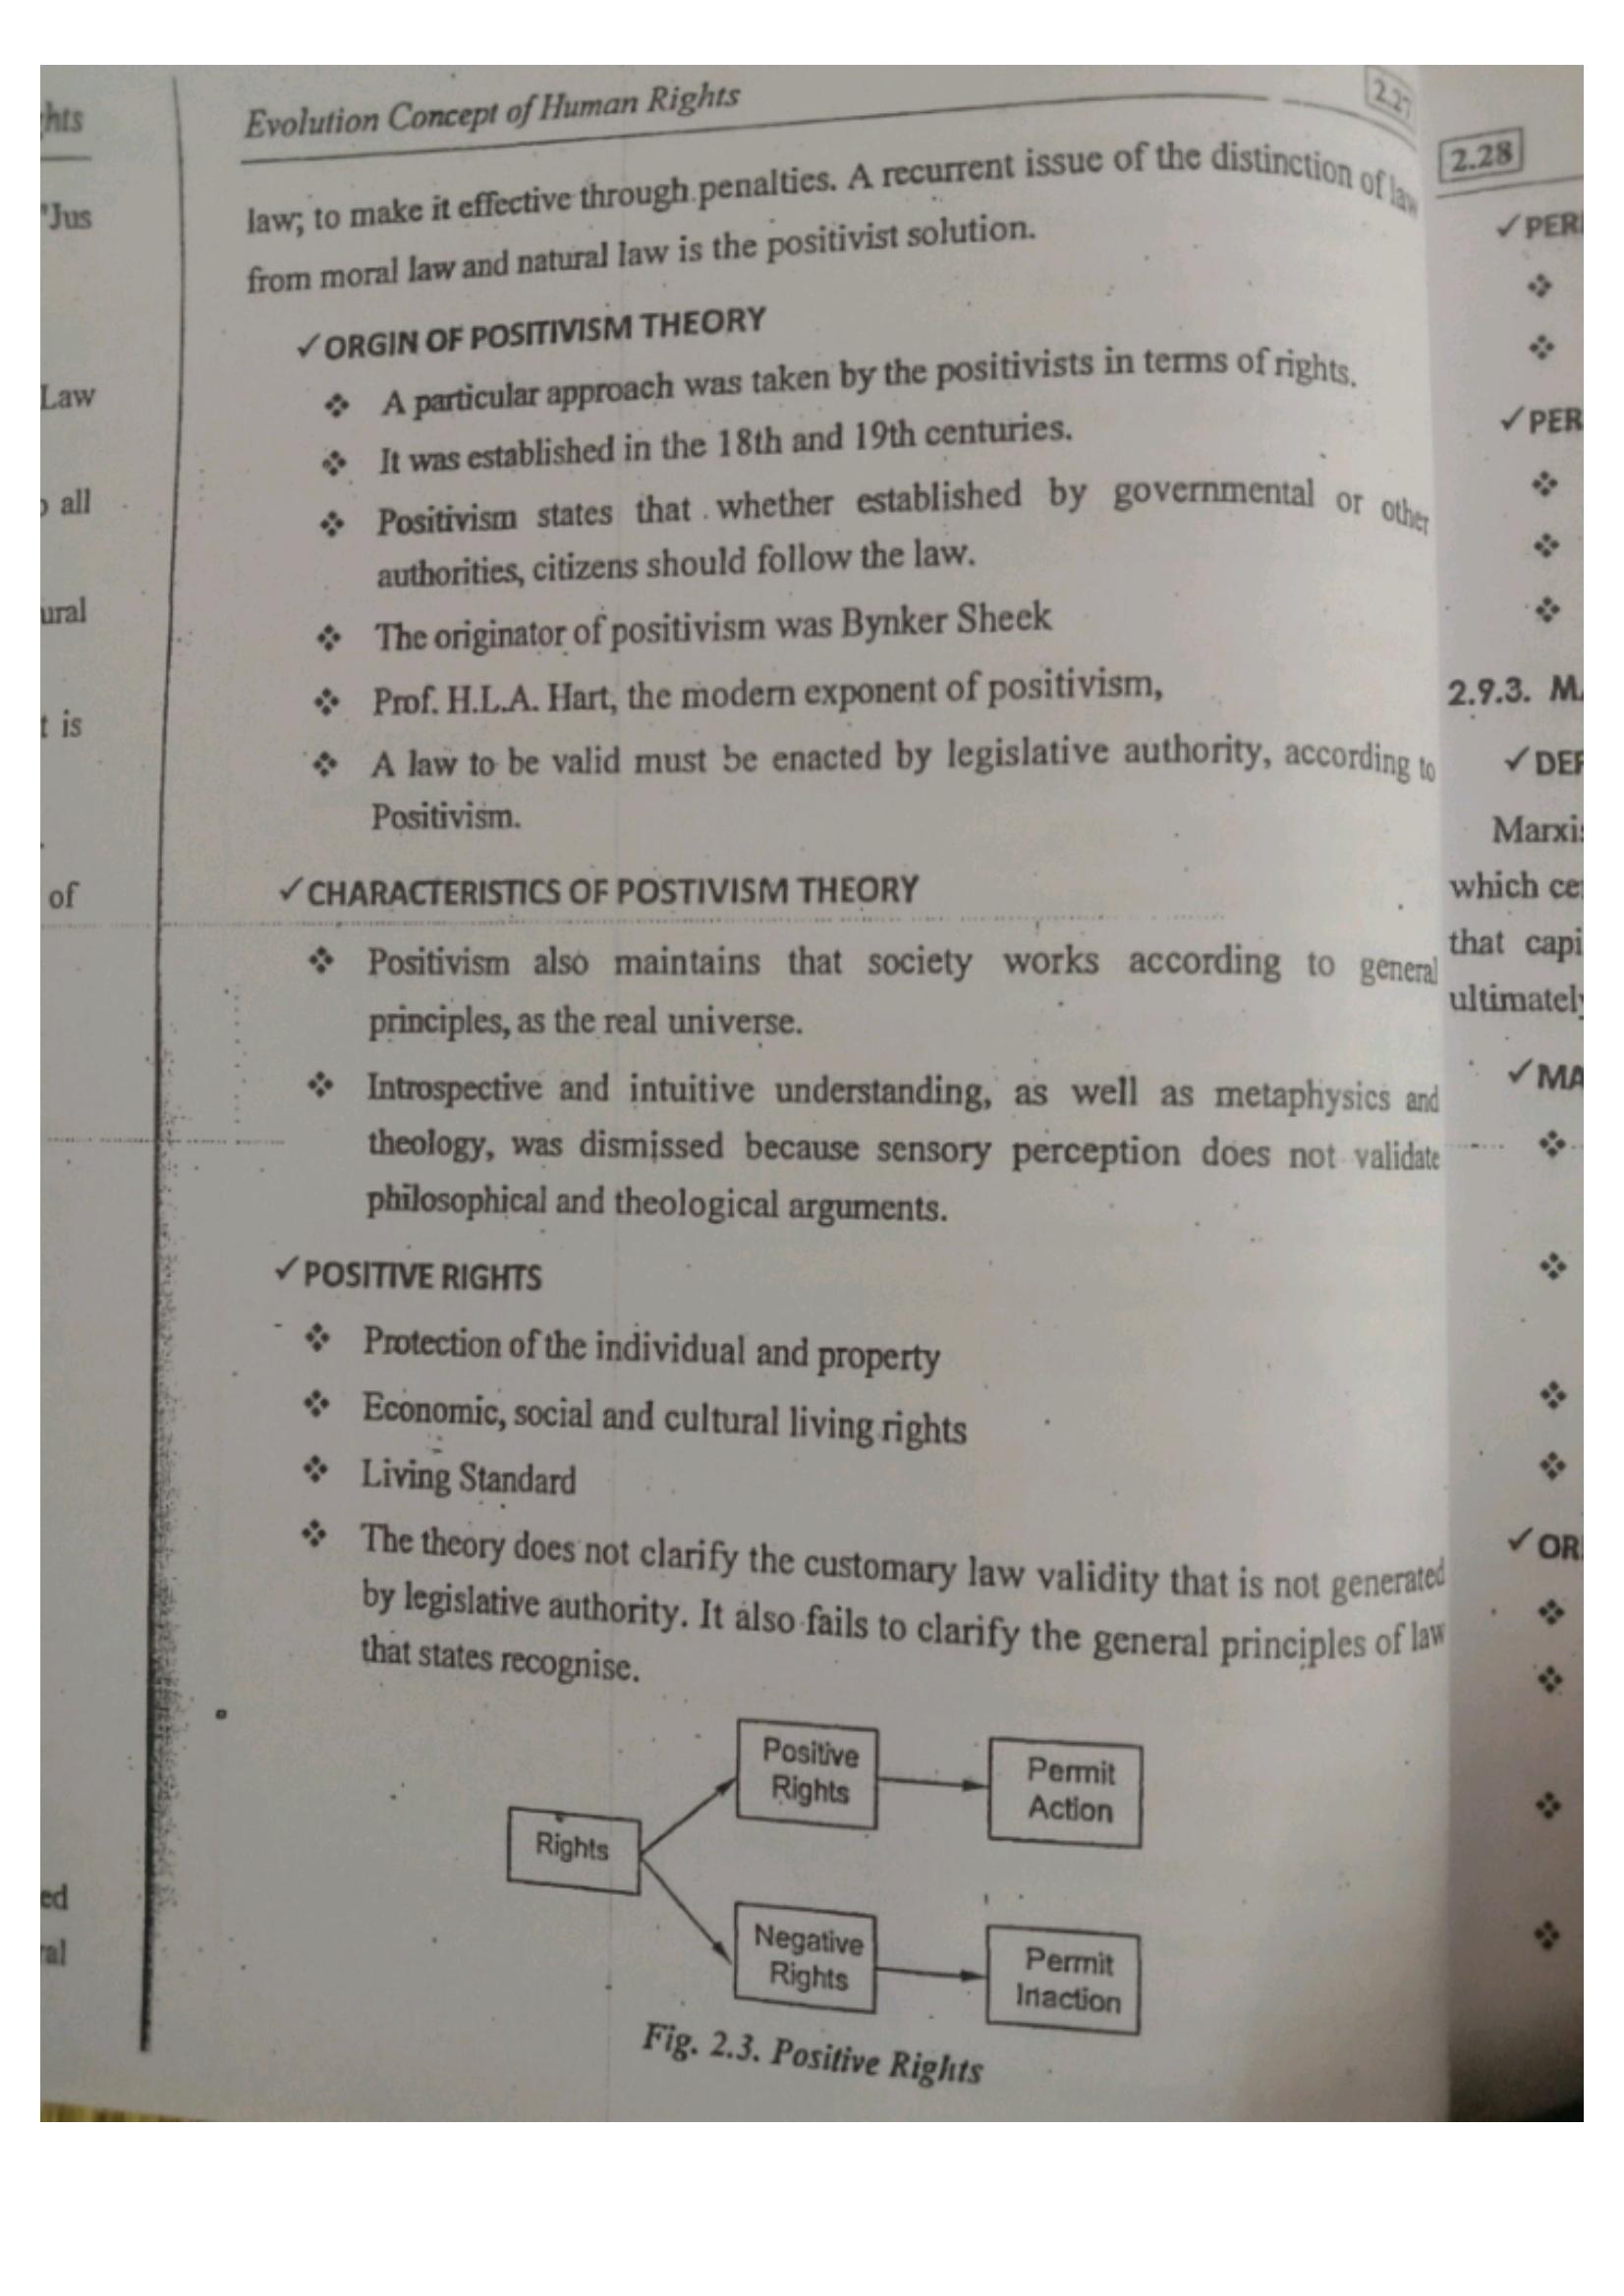 Evolution Concept of Human Rights
2.27
law; to make it effective through penalties. A recurrent issue of the distinction of law
from moral law and natural law is the positivist solution.
✓ORGIN OF POSITIVISM THEORY
❖ A particular approach was taken by the positivists in terms of rights.
❖ It was established in the 18th and 19th centuries.
❖ Positivism states that whether established by governmental or other
authorities, citizens should follow the law.
❖ The originator of positivism was Bynker Sheek
❖ Prof. H.L.A. Hart, the modern exponent of positivism,
❖ A law to be valid must be enacted by legislative authority, according to
Positivism.
✓CHARACTERISTICS OF POSTIVISM THEORY
❖ Positivism also maintains that society works according to general
principles, as the real universe.
❖ Introspective and intuitive understanding, as well as metaphysics and
theology, was dismissed because sensory perception does not validate
philosophical and theological arguments.
✓POSITIVE RIGHTS
❖ Protection of the individual and property
❖ Economic, social and cultural living rights
❖ Living Standard
❖ The theory does not clarify the customary law validity that is not generated
by legislative authority. It also fails to clarify the general principles of law
that states recognise.
Rights
Positive
Rights
Permit
Action
Negative
Rights
Permit
Inaction
Fig. 2.3. Positive Rights
hts
"Jus
Law
all
ural
t is
of
ed
ral
2.28
✓PER
❖
❖
✓PER
❖
❖
❖
2.9.3. MA
✓DEF
Marxi
which ce
that capi
ultimately
✓MA
❖
❖
❖
❖
✓OR
❖
❖
❖
❖